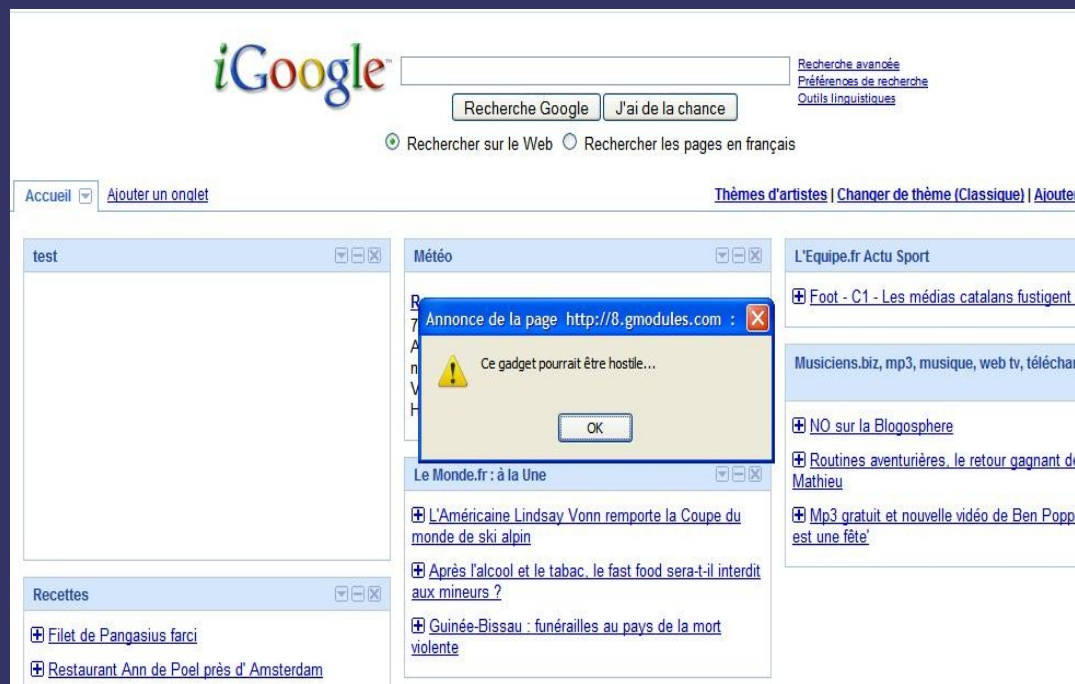 iGoogle™
Recherche avancée
Préférences de recherche
Outils linguistiques
Recherche Google
J'ai de la chance
Rechercher sur le Web
Rechercher les pages en français
Accueil
Ajouter un onglet
Thèmes d'artistes | Changer de thème (Classique) | Ajouter
test
Recettes
Filet de Pangasius farci
Restaurant Ann de Poel près d' Amsterdam
Météo
Annonce de la page http://8.gmodules.com :
Ce gadget pourrait être hostile...
OK
Le Monde.fr : à la Une
L'Américaine Lindsay Vonn remporte la Coupe du
monde de ski alpin
Après l'alcool et le tabac, le fast food sera-t-il interdit
aux mineurs ?
Guinée-Bissau : funérailles au pays de la mort
violente
L'Equipe.fr Actu Sport
Foot - C1 - Les médias catalans fustigent
Musiciens.biz, mp3, musique, web tv, téléchar
NO sur la Blogosphere
Routines aventurières, le retour gagnant de
Mathieu
Mp3 gratuit et nouvelle vidéo de Ben Popp
est une fête'